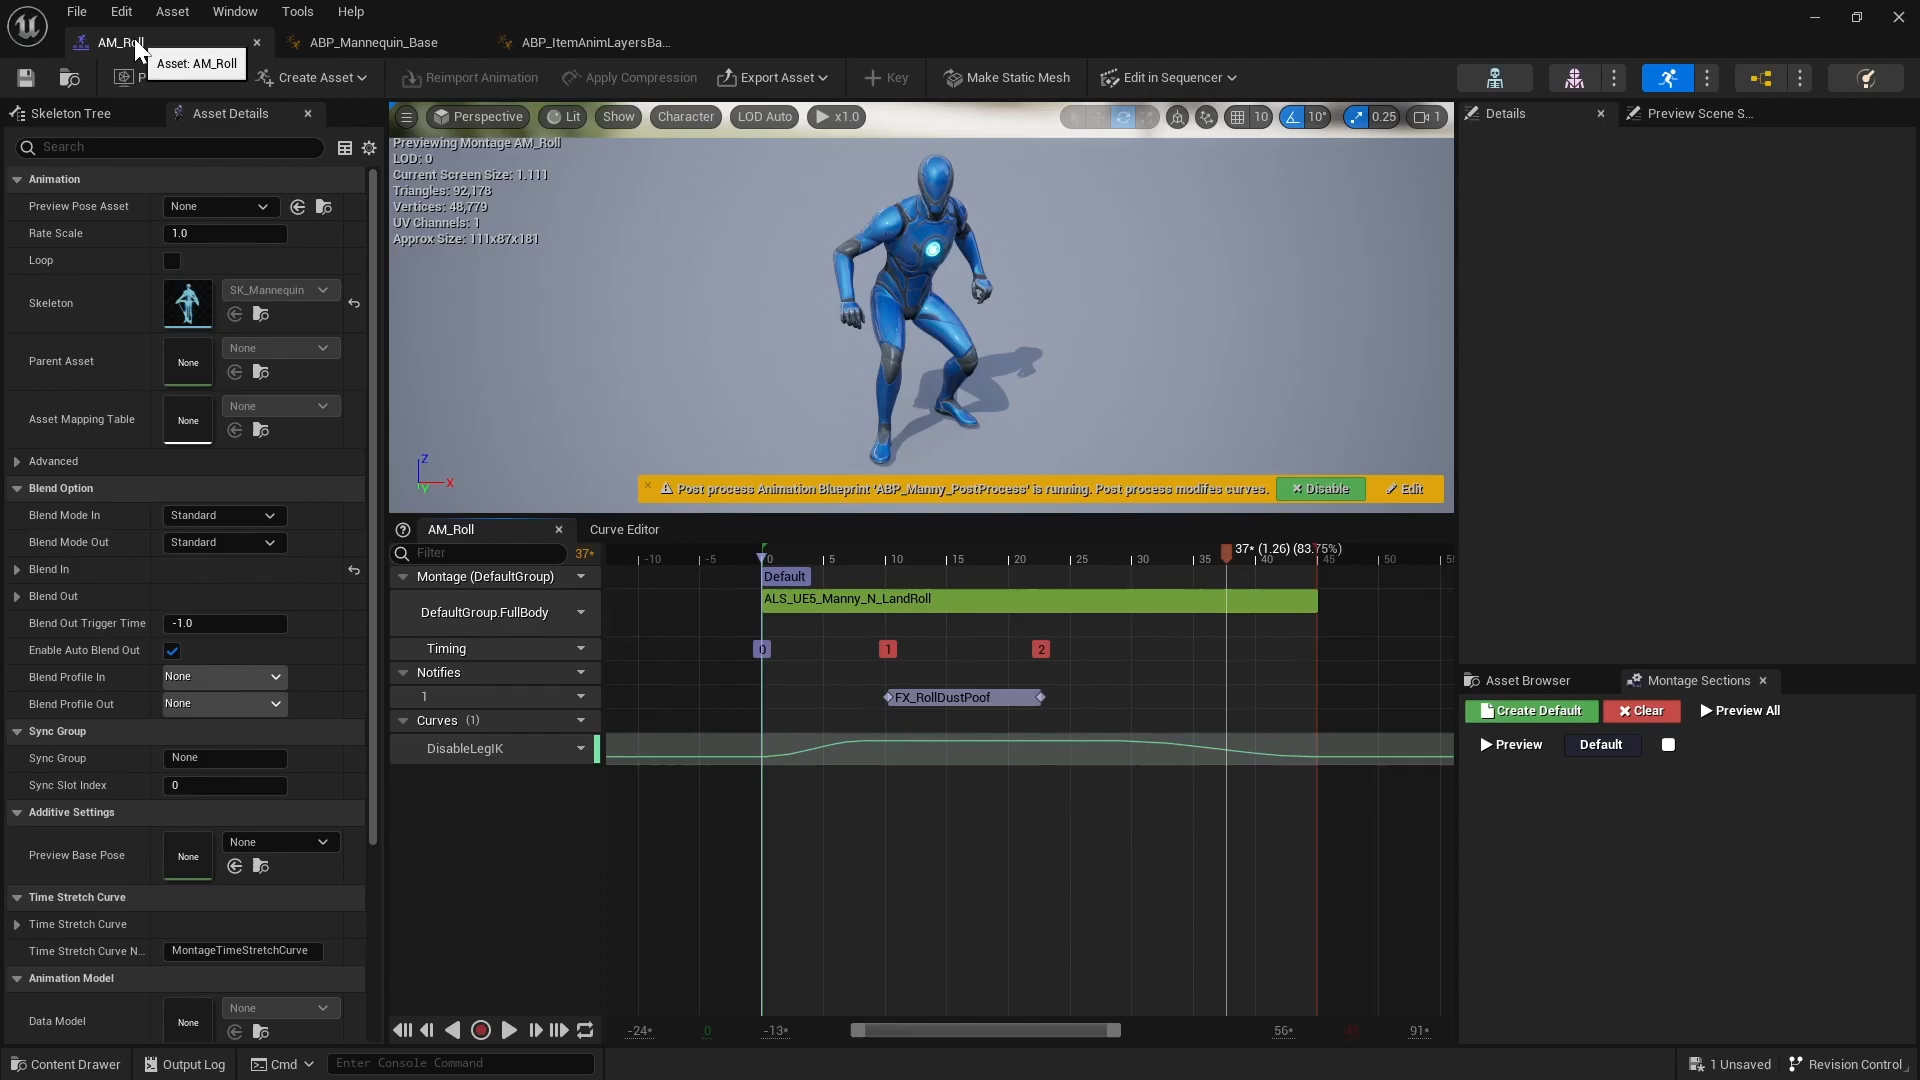 File Edit Asset Window Tools Help
AM_Roll ABP_Mannequin_Base ABP_ItemAnimLayersBa...
Asset: AM_Roll
Create Asset Reimport Animation Apply Compression Export Asset + Key Make Static Mesh Edit in Sequencer
Skeleton Tree Asset Details
Search
Animation
Preview Pose Asset None
Rate Scale 1.0
Loop
Skeleton SK_Mannequin
Parent Asset None None
Asset Mapping Table None None
Advanced
Blend Option
Blend Mode In Standard
Blend Mode Out Standard
Blend In
Blend Out
Blend Out Trigger Time -1.0
Enable Auto Blend Out
Blend Profile In None
Blend Profile Out None
Sync Group
Sync Group None
Sync Slot Index 0
Additive Settings
Preview Base Pose None None
Time Stretch Curve
Time Stretch Curve
Time Stretch Curve N... MontageTimeStretchCurve
Animation Model
Data Model None None
Perspective Lit Show Character LOD Auto x1.0 10 10° 0.25 1
Previewing Montage AM_Roll
LOD: 0
Current Screen Size: 1.111
Triangles: 92,178
Vertices: 48,779
UV Channels: 1
Approx Size: 111x87x181
Z
X
Y
Post process Animation Blueprint 'ABP_Manny_PostProcess' is running. Post process modifes curves. Disable Edit
AM_Roll Curve Editor
Filter 37*
37* (1.26) (83.75%)
-10 -5 0 5 10 15 20 25 30 35 40 45 50
Montage (DefaultGroup) Default
DefaultGroup.FullBody ALS_UE5_Manny_N_LandRoll
Timing 0 1 2
Notifies
1 FX_RollDustPoof
Curves (1)
DisableLegIK
-24* 0 -13* 56* 91*
Details Preview Scene S...
Asset Browser Montage Sections
Create Default Clear Preview All
Preview Default
Content Drawer Output Log Cmd Enter Console Command 1 Unsaved Revision Control